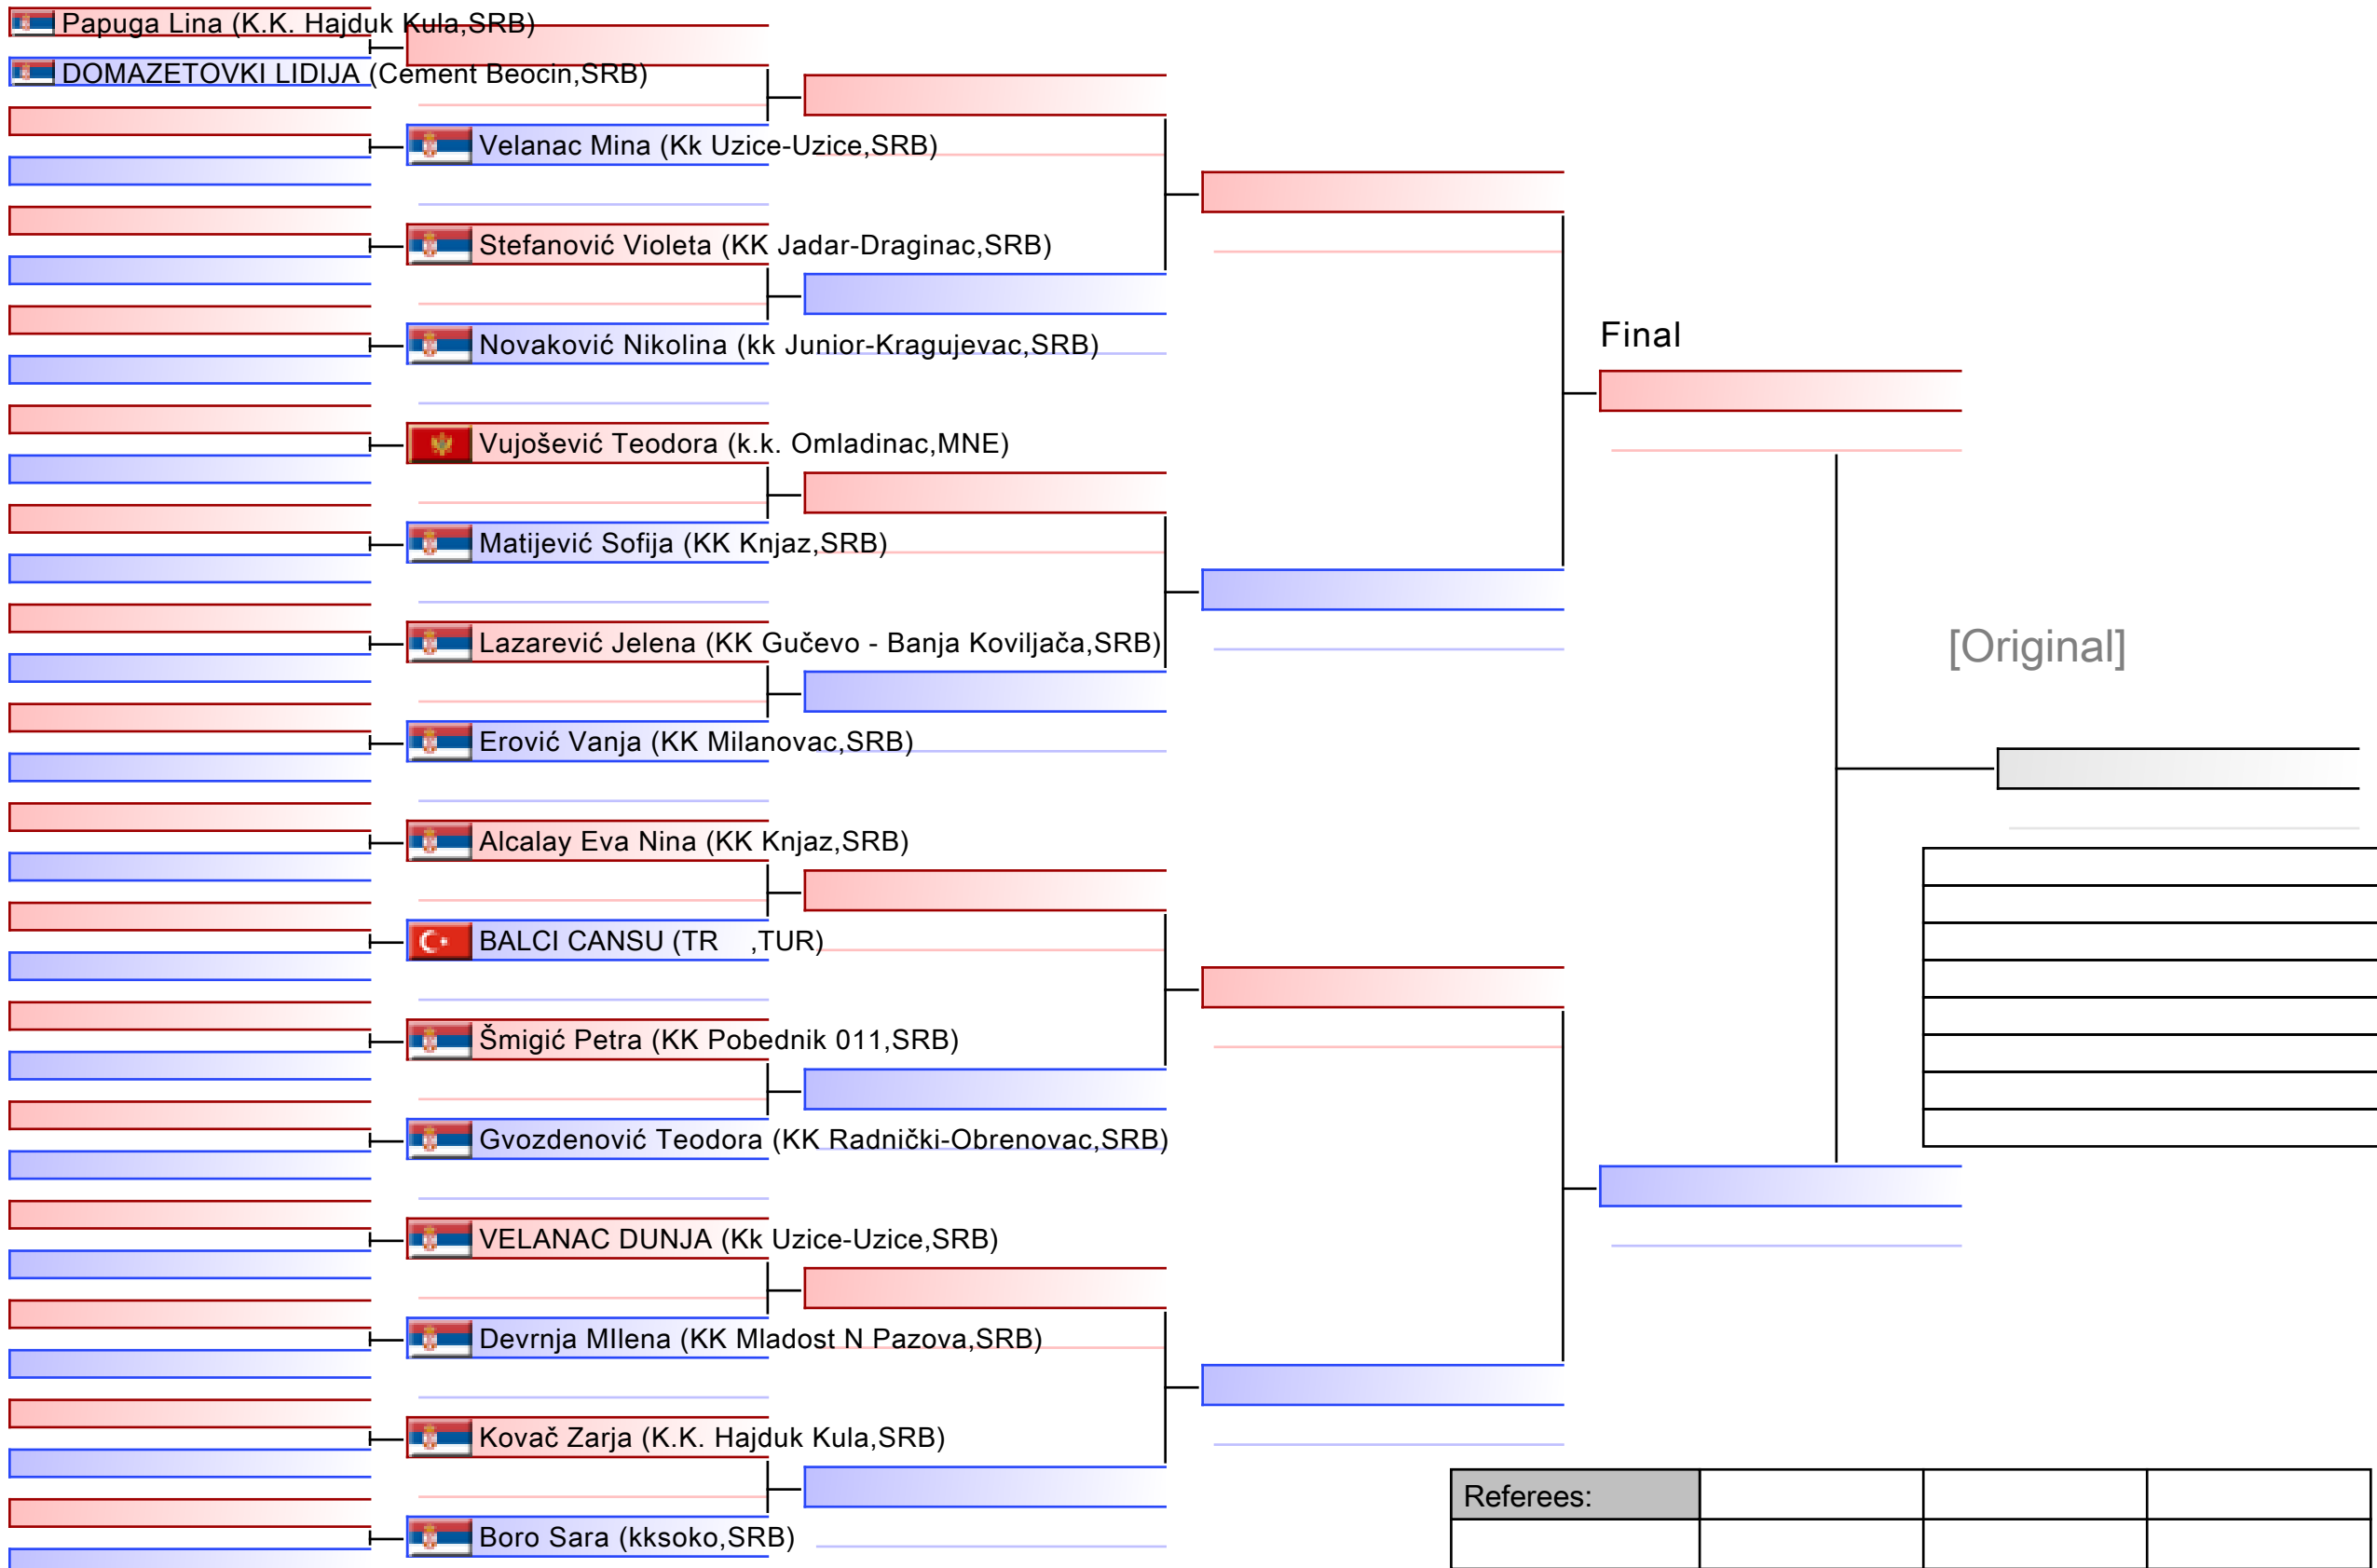 Papuga Lina (K.K. Hajduk Kula,SRB)
DOMAZETOVKI LIDIJA (Cement Beocin,SRB)
Velanac Mina (Kk Uzice-Uzice,SRB)
Stefanović Violeta (KK Jadar-Draginac,SRB)
Novaković Nikolina (kk Junior-Kragujevac,SRB)
Final
Vujošević Teodora (k.k. Omladinac,MNE)
Matijević Sofija (KK Knjaz,SRB)
Lazarević Jelena (KK Gučevo - Banja Koviljača,SRB)
[Original]
Erović Vanja (KK Milanovac,SRB)
Alcalay Eva Nina (KK Knjaz,SRB)
BALCI CANSU (TR ,TUR)
Šmigić Petra (KK Pobednik 011,SRB)
Gvozdenović Teodora (KK Radnički-Obrenovac,SRB)
VELANAC DUNJA (Kk Uzice-Uzice,SRB)
Devrnja MIlena (KK Mladost N Pazova,SRB)
Kovač Zarja (K.K. Hajduk Kula,SRB)
Referees:
Boro Sara (kksoko,SRB)